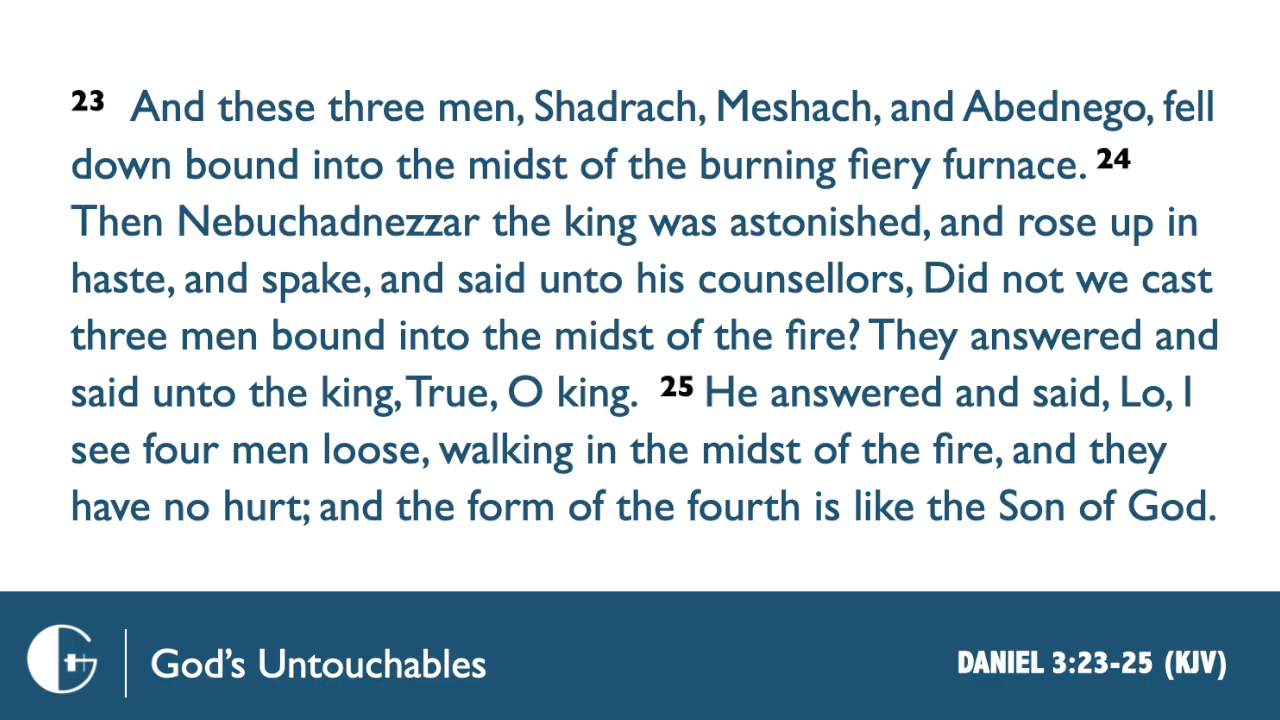 23 And these three men, Shadrach, Meshach, and Abednego, fell
down bound into the midst of the burning fiery furnace. 24
Then Nebuchadnezzar the king was astonished, and rose up in
haste, and spake, and said unto his counsellors, Did not we cast
three men bound into the midst of the fire? They answered and
said unto the king, True, O king. 25 He answered and said, Lo, I
see four men loose, walking in the midst of the fire, and they
have no hurt; and the form of the fourth is like the Son of God.
God's Untouchables
DANIEL 3:23-25 (KJV)